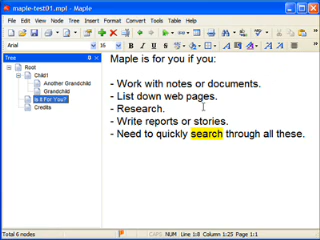 maple-test01.mpl - Maple
File Edit View Node Tree Insert Format Convert Tools Table Help
Arial 16 B I U
Tree
Root
Child1
Another Grandchild
Grandchild
Is It For You?
Credits
Maple is for you if you:
- Work with notes or documents.
- List down web pages.
- Research.
- Write reports or stories.
- Need to quickly search through all these.
Total 6 nodes CAPS NUM Line 1:8 Column 1:25 Page 1:1